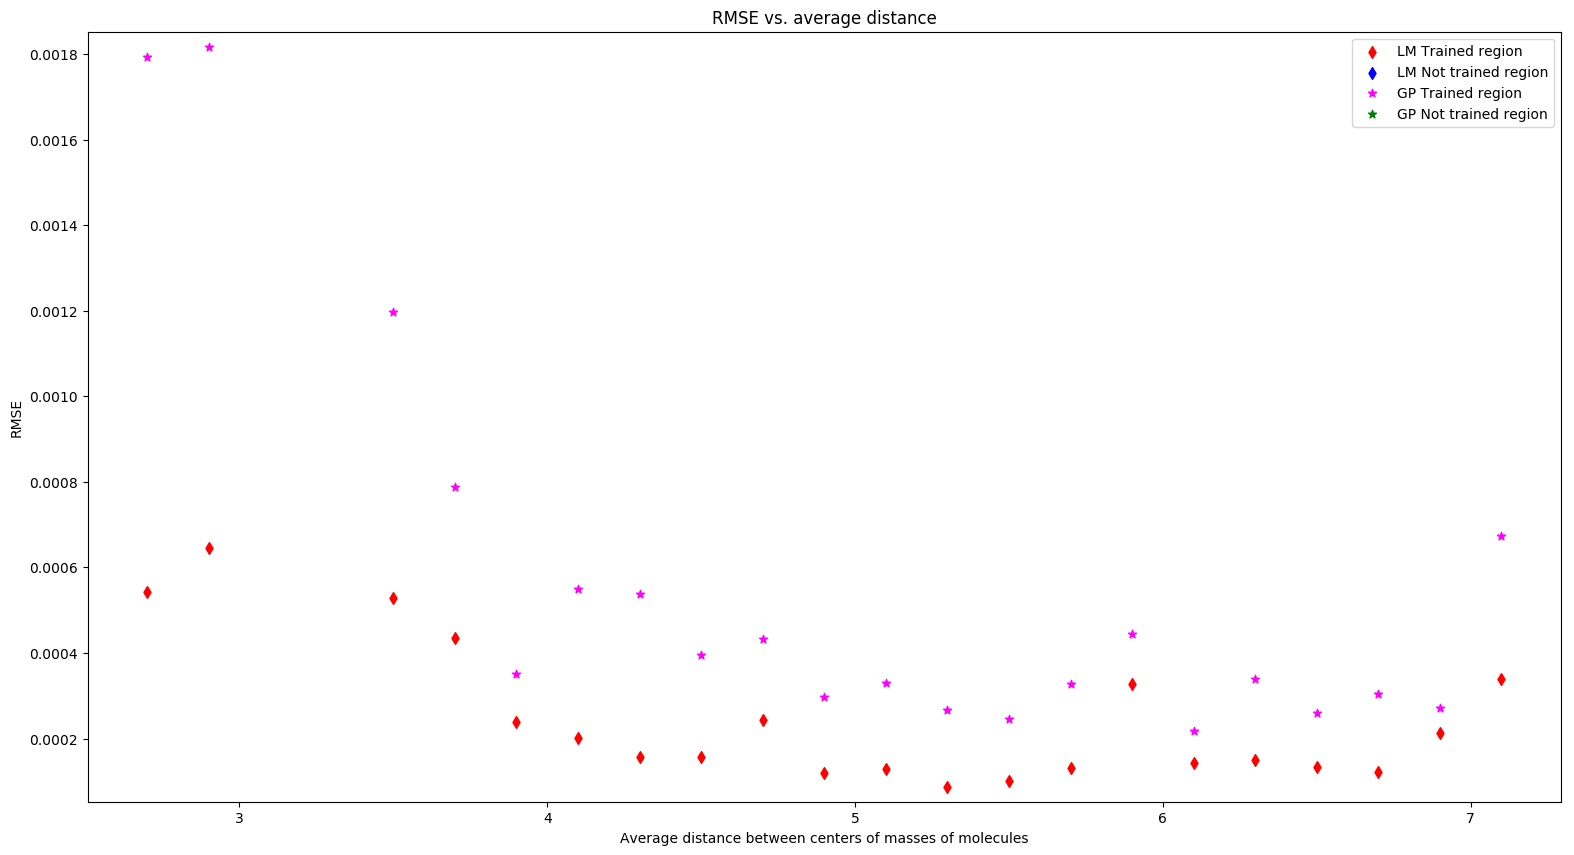 RMSE vs. average distance
0.0018
0.0016
0.0014
0.0012
0.0010
0.0008
0.0006
0.0004
0.0002
RMSE
3 4 5 6 7
Average distance between centers of masses of molecules
LM Trained region
LM Not trained region
GP Trained region
GP Not trained region